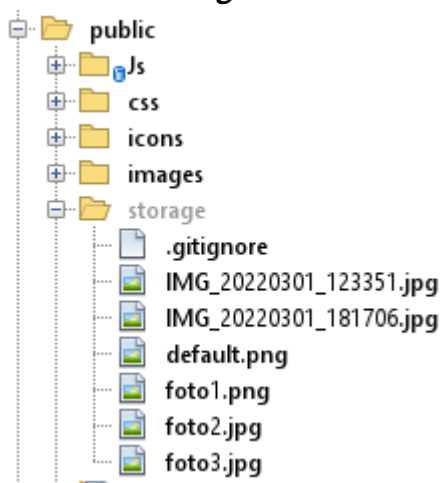 public
Js
css
icons
images
storage
.gitignore
IMG_20220301_123351.jpg
IMG_20220301_181706.jpg
default.png
foto1.png
foto2.jpg
foto3.jpg